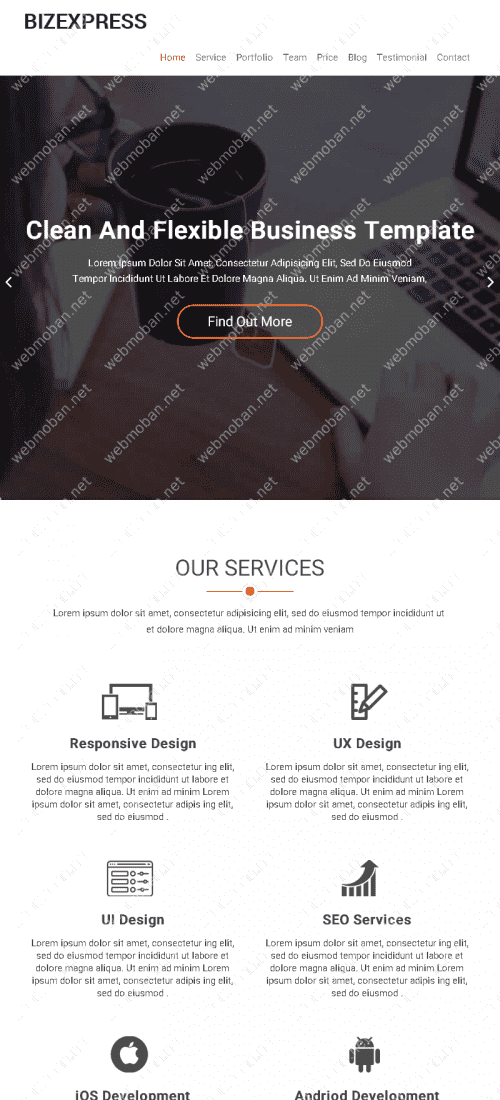 BIZEXPRESS
Home Service Portfolio Team Price Blog Testimonial Contact
Clean And Flexible Business Template
Lorem Ipsum Dolor Sit Amet, Consectetur Adipisicing Elit, Sed Do Eiusmod
Tempor Incididunt Ut Labore Et Dolore Magna Aliqua. Ut Enim Ad Minim Veniam,
Find Out More
webmoban.net
OUR SERVICES
Lorem ipsum dolor sit amet, consectetur adipisicing elit, sed do eiusmod tempor incididunt ut
et dolore magna aliqua. Ut enim ad minim veniam
Responsive Design
Lorem ipsum dolor sit amet, consectetur ing elit,
sed do eiusmod tempor incididunt ut labore et
dolore magna aliqua. Ut enim ad minim Lorem
ipsum dolor sit amet, consectetur adipis ing elit,
sed do eiusmod .
UX Design
Lorem ipsum dolor sit amet, consectetur ing elit,
sed do eiusmod tempor incididunt ut labore et
dolore magna aliqua. Ut enim ad minim Lorem
ipsum dolor sit amet, consectetur adipis ing elit,
sed do eiusmod .
UI Design
Lorem ipsum dolor sit amet, consectetur ing elit,
sed do eiusmod tempor incididunt ut labore et
dolore magna aliqua. Ut enim ad minim Lorem
ipsum dolor sit amet, consectetur adipis ing elit,
sed do eiusmod .
SEO Services
Lorem ipsum dolor sit amet, consectetur ing elit,
sed do eiusmod tempor incididunt ut labore et
dolore magna aliqua. Ut enim ad minim Lorem
ipsum dolor sit amet, consectetur adipis ing elit,
sed do eiusmod .
iOS Development
Andriod Development